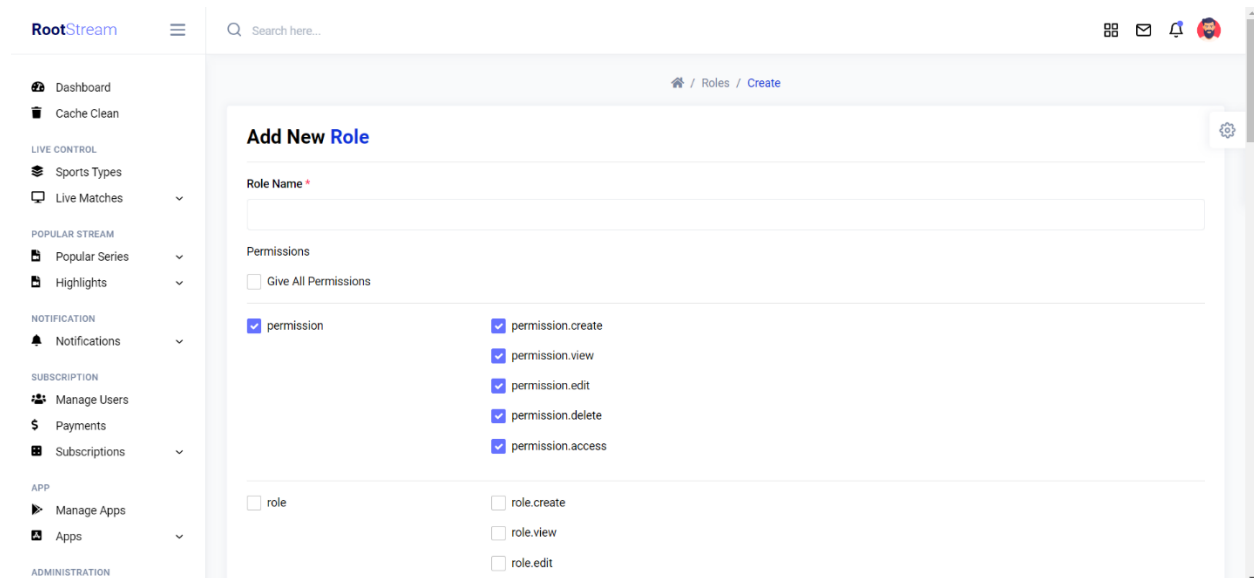 RootStream
Search here...
Dashboard
Cache Clean
LIVE CONTROL
Sports Types
Live Matches
POPULAR STREAM
Popular Series
Highlights
NOTIFICATION
Notifications
SUBSCRIPTION
Manage Users
Payments
Subscriptions
APP
Manage Apps
Apps
ADMINISTRATION
/ Roles / Create
Add New Role
Role Name *
Permissions
Give All Permissions
permission
permission.create
permission.view
permission.edit
permission.delete
permission.access
role
role.create
role.view
role.edit